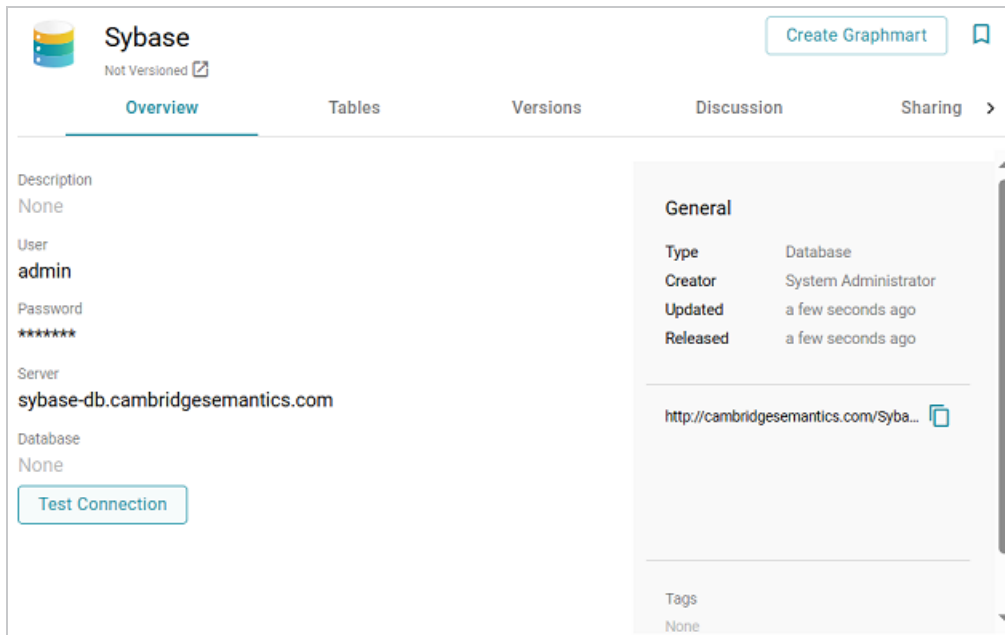 Sybase
Create Graphmart
Not Versioned
Overview Tables Versions Discussion Sharing
Description
None
User
admin
Password
*******
Server
sybase-db.cambridgesemantics.com
Database
None
Test Connection
General
Type Database
Creator System Administrator
Updated a few seconds ago
Released a few seconds ago
http://cambridgesemantics.com/Syba...
Tags
None